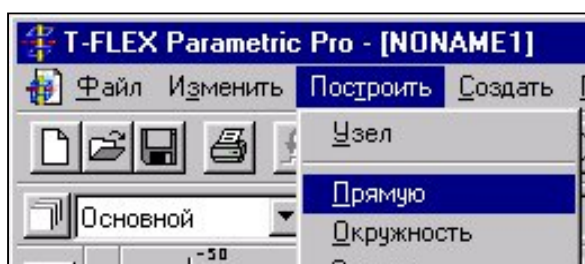 T-FLEX Parametric Pro - [NONAME1]
Файл Изменить Построить Создать
Узел
Прямую
Основной
Окружность
-50